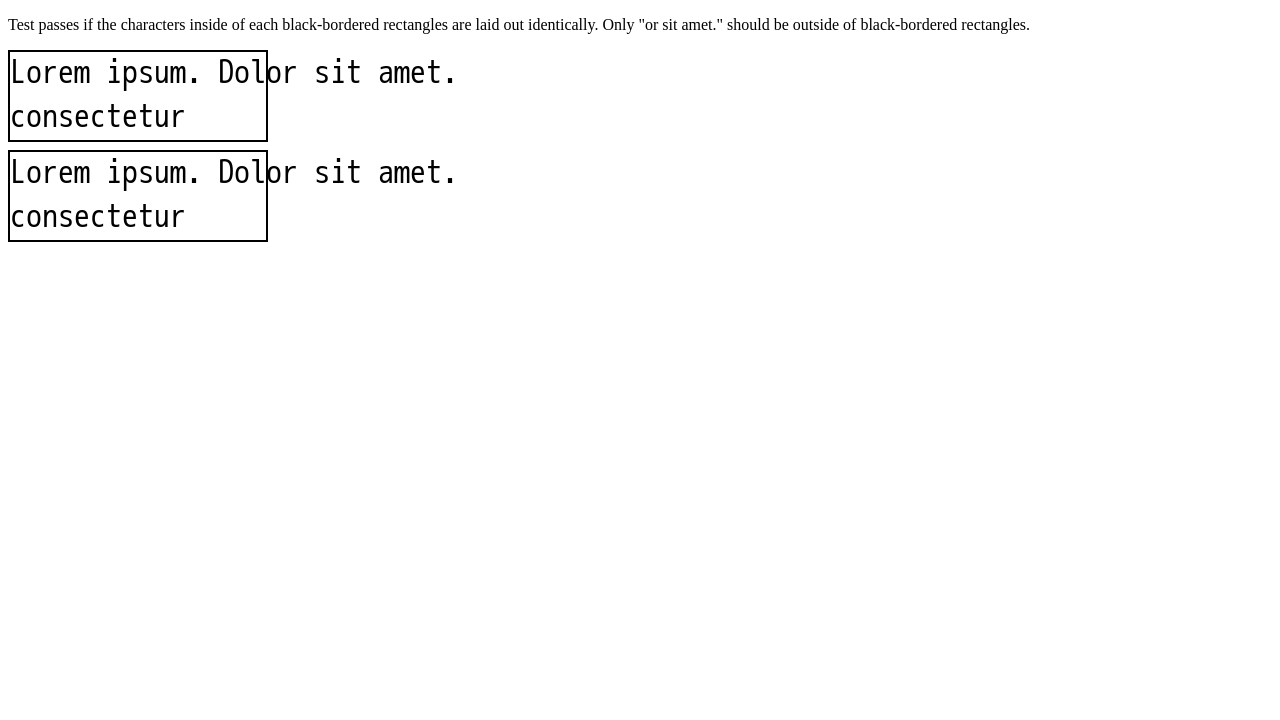 Test passes if the characters inside of each black-bordered rectangles are laid out identically. Only "or sit amet." should be outside of black-bordered rectangles.
Lorem ipsum. Dolor sit amet.
consectetur
Lorem ipsum. Dolor sit amet.
consectetur